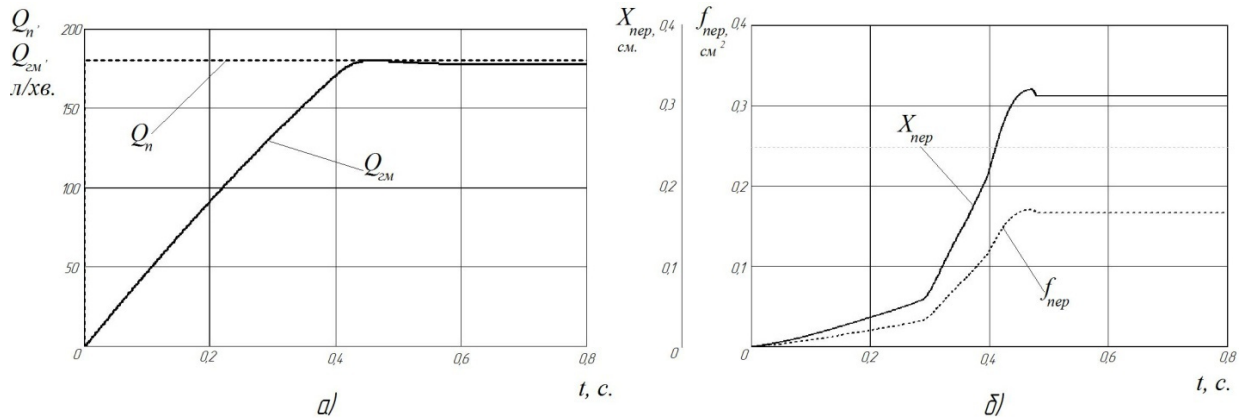 Qп,
Qгм,
л/хв.
200
150
100
50
0
0,2
0,4
0,6
0,8
Qп
Qгм
t, с.
а)
Xпер,
см.
0,4
0,3
0,2
0,1
0
fпер,
см²
0,4
0,3
0,2
0,1
0
0,2
0,4
0,6
0,8
Xпер
fпер
t, с.
б)